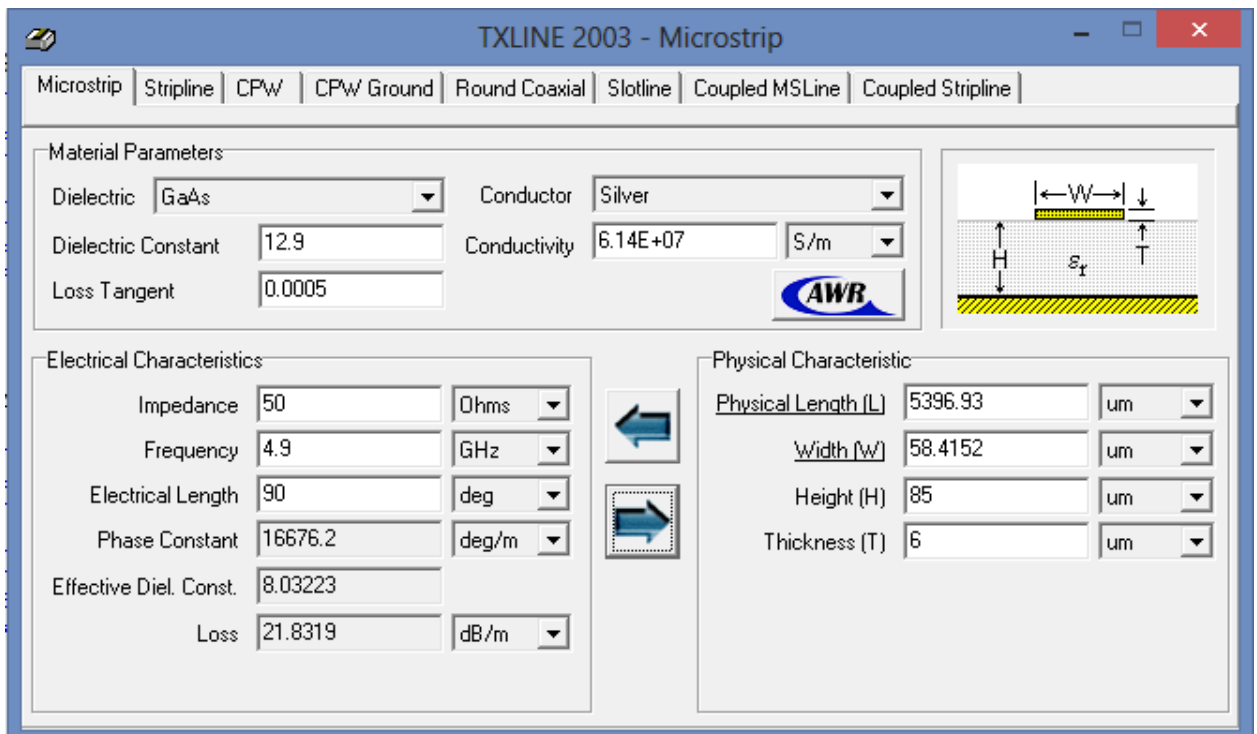 TXLINE 2003 - Microstrip
Microstrip Stripline CPW CPW Ground Round Coaxial Slotline Coupled MSLine Coupled Stripline
Material Parameters
Dielectric GaAs Conductor Silver
Dielectric Constant 12.9 Conductivity 6.14E+07 S/m
Loss Tangent 0.0005 AWR
W
T
H
εr
Electrical Characteristics
Impedance 50 Ohms
Frequency 4.9 GHz
Electrical Length 90 deg
Phase Constant 16676.2 deg/m
Effective Diel. Const. 8.03223
Loss 21.8319 dB/m
Physical Characteristic
Physical Length (L) 5396.93 um
Width (W) 58.4152 um
Height (H) 85 um
Thickness (T) 6 um